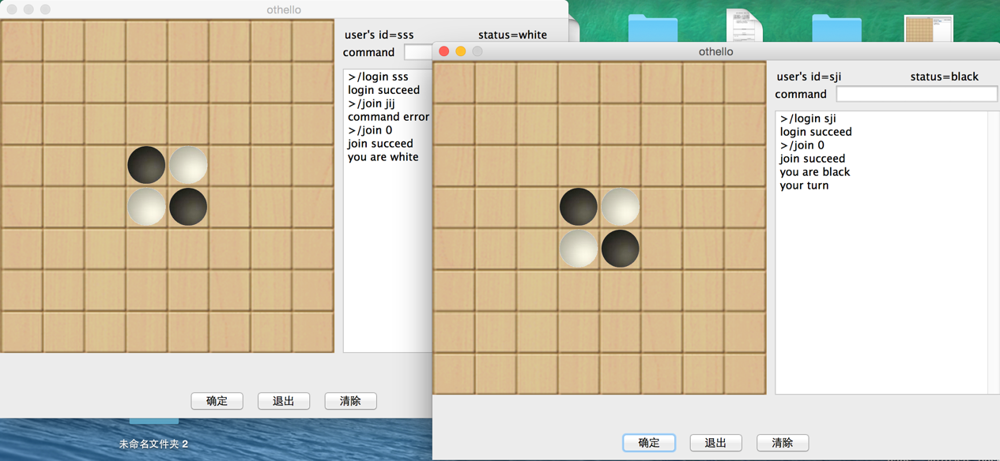 othello
user's id=sss
status=white
command
>/login sss
login succeed
>/join jij
command error
>/join 0
join succeed
you are white
确定
退出
清除
othello
user's id=sji
status=black
command
>/login sji
login succeed
>/join 0
join succeed
you are black
your turn
确定
退出
清除
未命名文件夹 2